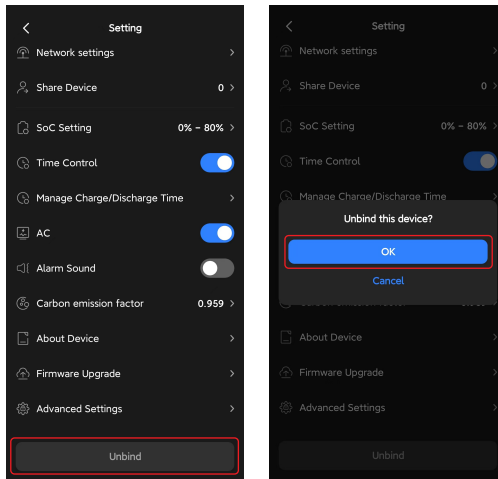 Setting
Network settings
Share Device 0
SoC Setting 0% ~ 80%
Time Control
Manage Charge/Discharge Time
AC
Alarm Sound
Carbon emission factor 0.959
About Device
Firmware Upgrade
Advanced Settings
Unbind
Setting
Network settings
Share Device 0
SoC Setting 0% ~ 80%
Time Control
Manage Charge/Discharge Time
Unbind this device?
OK
Cancel
About Device
Firmware Upgrade
Advanced Settings
Unbind